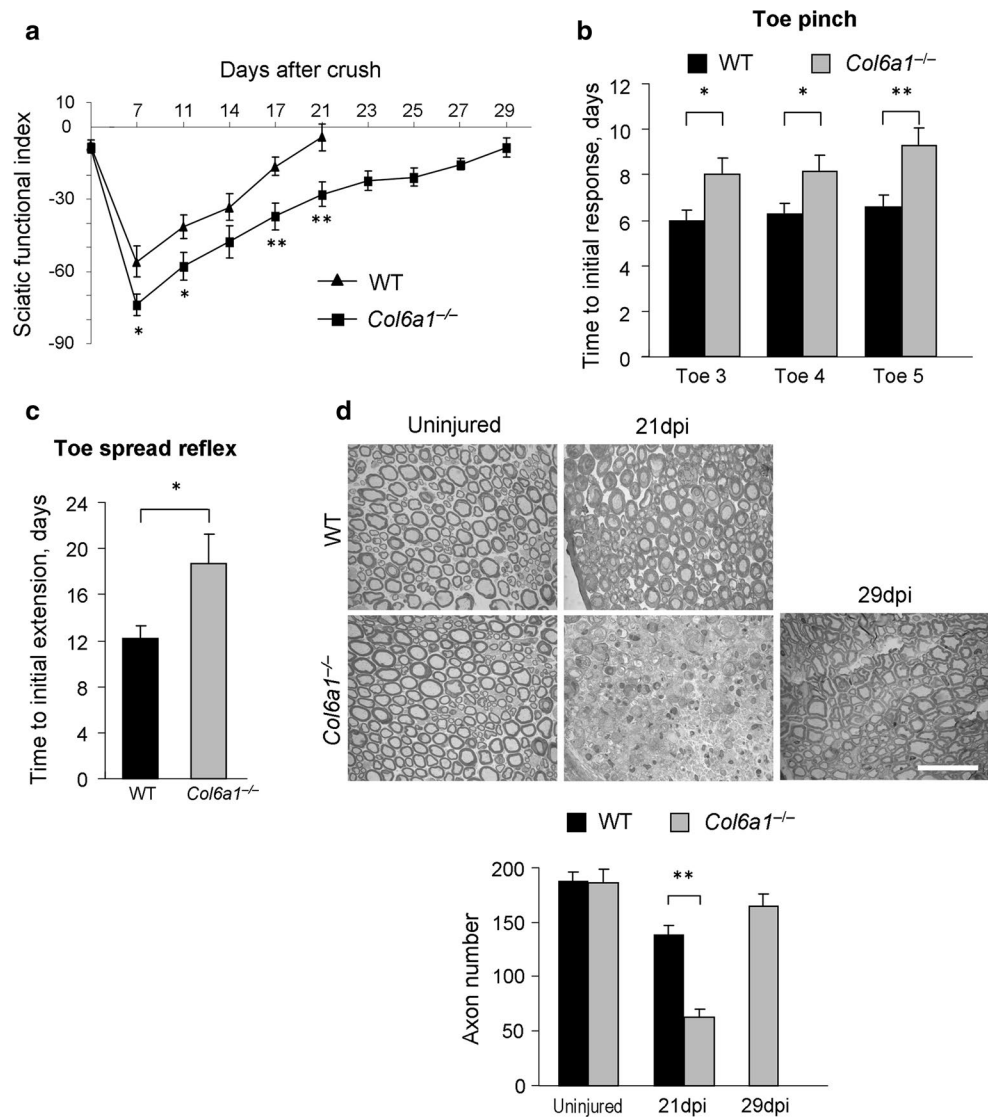 a
Days after crush
7 11 14 17 21 23 25 27 29
10
0
-30
-60
-90
Sciatic functional index
*
*
**
**
WT
Col6a1–/–
b
Toe pinch
WT Col6a1–/–
12
10
8
6
4
2
0
Time to initial response, days
* * **
Toe 3 Toe 4 Toe 5
c
Toe spread reflex
24
20
16
12
8
4
0
Time to initial extension, days
*
WT Col6a1–/–
d
Uninjured 21dpi
WT
29dpi
Col6a1–/–
WT Col6a1–/–
200
150
100
50
0
Axon number
**
Uninjured 21dpi 29dpi